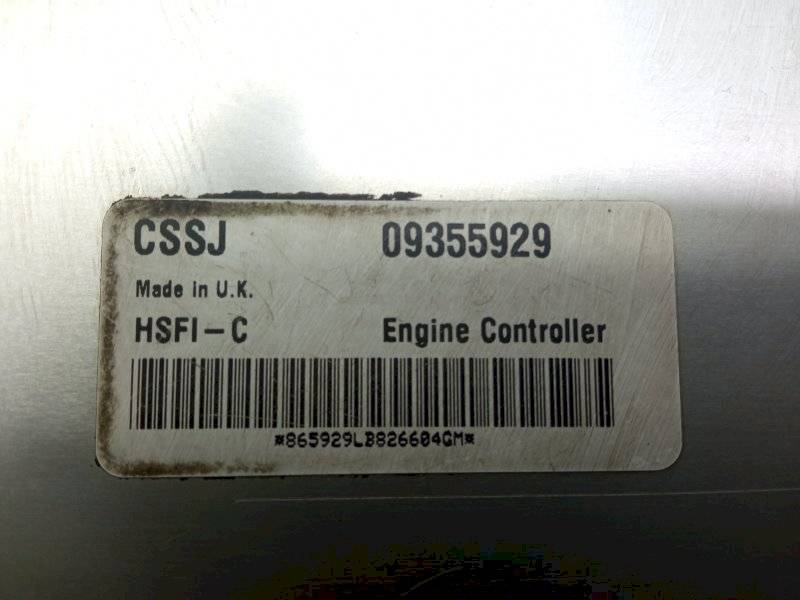 CSSJ 09355929
Made in U.K.
HSFI-C Engine Controller
*865929LB826604GM*